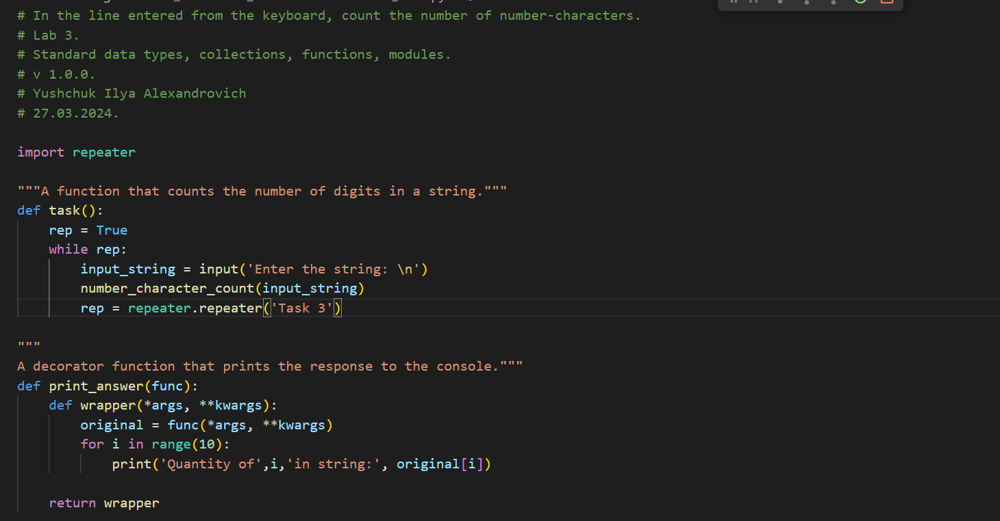 # In the line entered from the keyboard, count the number of number-characters.
# Lab 3.
# Standard data types, collections, functions, modules.
# v 1.0.0.
# Yushchuk Ilya Alexandrovich
# 27.03.2024.

import repeater

"""A function that counts the number of digits in a string."""
def task():
    rep = True
    while rep:
        input_string = input('Enter the string: \n')
        number_character_count(input_string)
        rep = repeater.repeater('Task 3')

"""
A decorator function that prints the response to the console."""
def print_answer(func):
    def wrapper(*args, **kwargs):
        original = func(*args, **kwargs)
        for i in range(10):
            print('Quantity of',i,'in string:', original[i])

    return wrapper